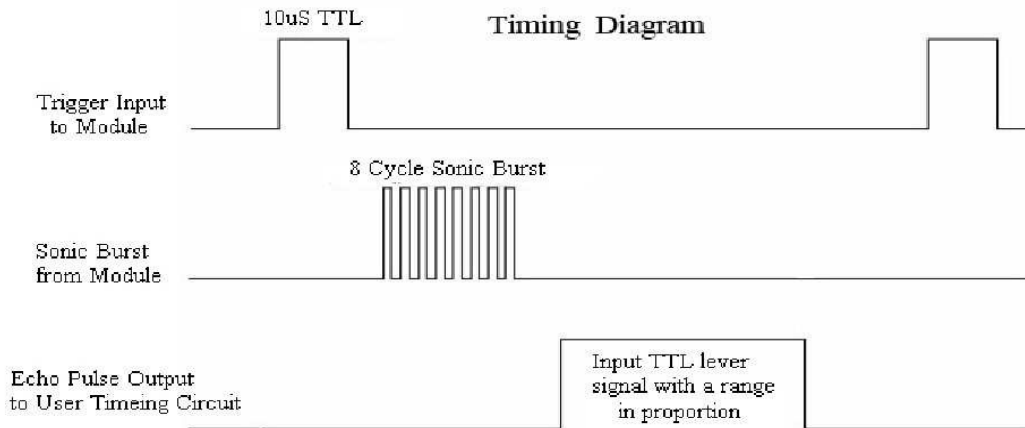 10uS TTL
Timing Diagram
Trigger Input
to Module
8 Cycle Sonic Burst
Sonic Burst
from Module
Echo Pulse Output
to User Timeing Circuit
Input TTL lever
signal with a range
in proportion